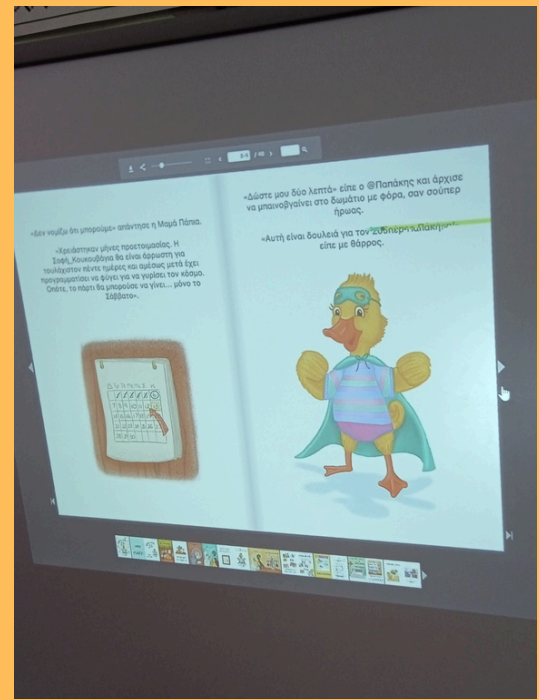 «Δεν νομίζω ότι μπορούμε» απάντησε η Μαμά Πάπια.
«Χρειάστηκαν μήνες προετοιμασίας. Η
Σοφή_Κουκουβάγια θα είναι άρρωστη για
τουλάχιστον πέντε ημέρες και αμέσως μετά έχει
προγραμματίσει να φύγει για να γυρίσει τον κόσμο.
Οπότε, το πάρτι θα μπορούσε να γίνει... μόνο το
Σάββατο».
«Δώστε μου δύο λεπτά» είπε ο @Παπάκης και άρχισε
να μπαινοβγαίνει στο δωμάτιο με φόρα, σαν σούπερ
ήρωας.
«Αυτή είναι δουλειά για τον
είπε με θάρρος.